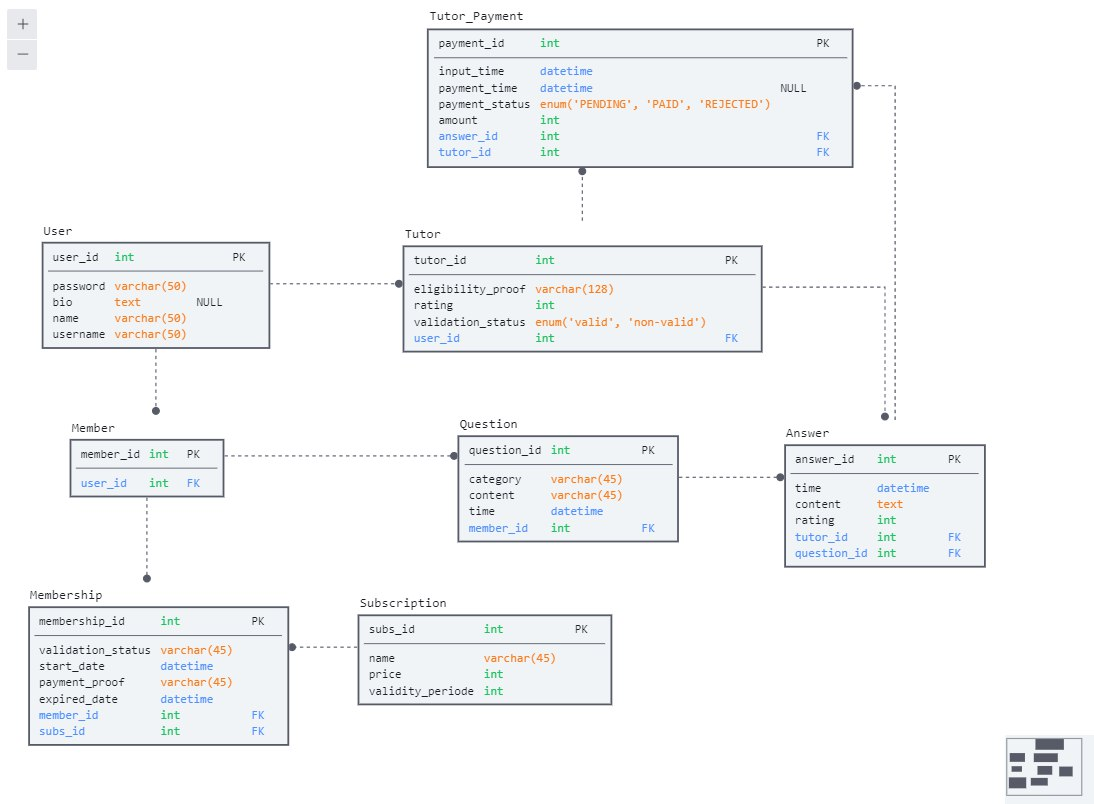 +
−
Tutor_Payment
payment_id int PK
input_time datetime
payment_time datetime NULL
payment_status enum('PENDING', 'PAID', 'REJECTED')
amount int
answer_id int FK
tutor_id int FK
User
user_id int PK
password varchar(50)
bio text NULL
name varchar(50)
username varchar(50)
Tutor
tutor_id int PK
eligibility_proof varchar(128)
rating int
validation_status enum('valid', 'non-valid')
user_id int FK
Member
member_id int PK
user_id int FK
Question
question_id int PK
category varchar(45)
content varchar(45)
time datetime
member_id int FK
Answer
answer_id int PK
time datetime
content text
rating int
tutor_id int FK
question_id int FK
Membership
membership_id int PK
validation_status varchar(45)
start_date datetime
payment_proof varchar(45)
expired_date datetime
member_id int FK
subs_id int FK
Subscription
subs_id int PK
name varchar(45)
price int
validity_periode int